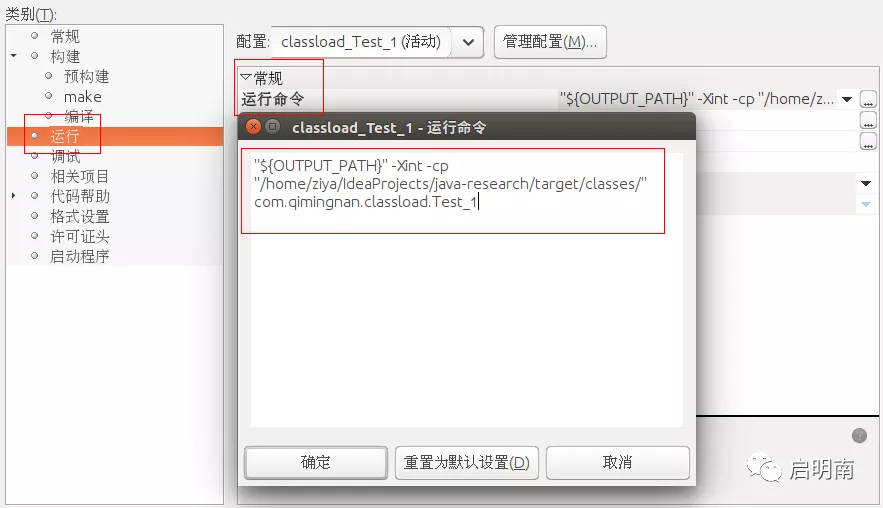 类别(T):
常规
构建
预构建
make
编译
运行
调试
相关项目
代码帮助
格式设置
许可证头
启动程序
配置: classload_Test_1 (活动) 管理配置(M)...
常规
运行命令 "${OUTPUT_PATH}" -Xint -cp "/home/z... ...
...
...
classload_Test_1 - 运行命令
"${OUTPUT_PATH}" -Xint -cp
"/home/ziya/IdeaProjects/java-research/target/classes/"
com.qimingnan.classload.Test_1
确定 重置为默认设置(D) 取消
?
启明南